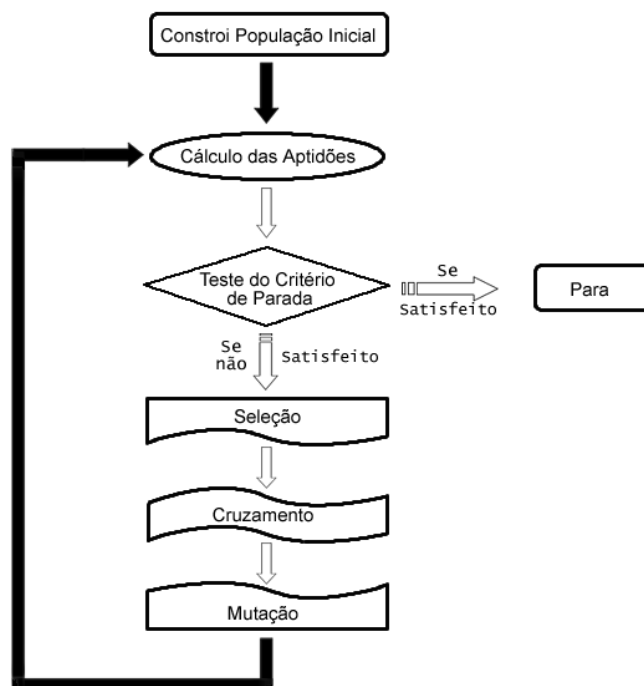 Constroi População Inicial
Cálculo das Aptidões
Teste do Critério
de Parada
Se
Satisfeito
Para
Se
não
Satisfeito
Seleção
Cruzamento
Mutação